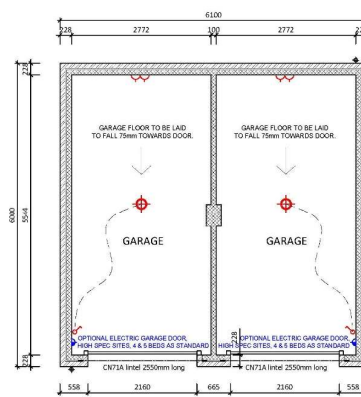 6100
228
2772
100
2772
22
228
GARAGE FLOOR TO BE LAID
TO FALL 75mm TOWARDS DOOR.
GARAGE FLOOR TO BE LAID
TO FALL 75mm TOWARDS DOOR.
6000
5544
GARAGE
GARAGE
OPTIONAL ELECTRIC GARAGE DOOR,
HIGH SPEC SITES, 4 & 5 BEDS AS STANDARD
OPTIONAL ELECTRIC GARAGE DOOR,
HIGH SPEC SITES, 4 & 5 BEDS AS STANDARD
228
228
CN71A lintel 2550mm long
CN71A lintel 2550mm long
558
2160
665
2160
558